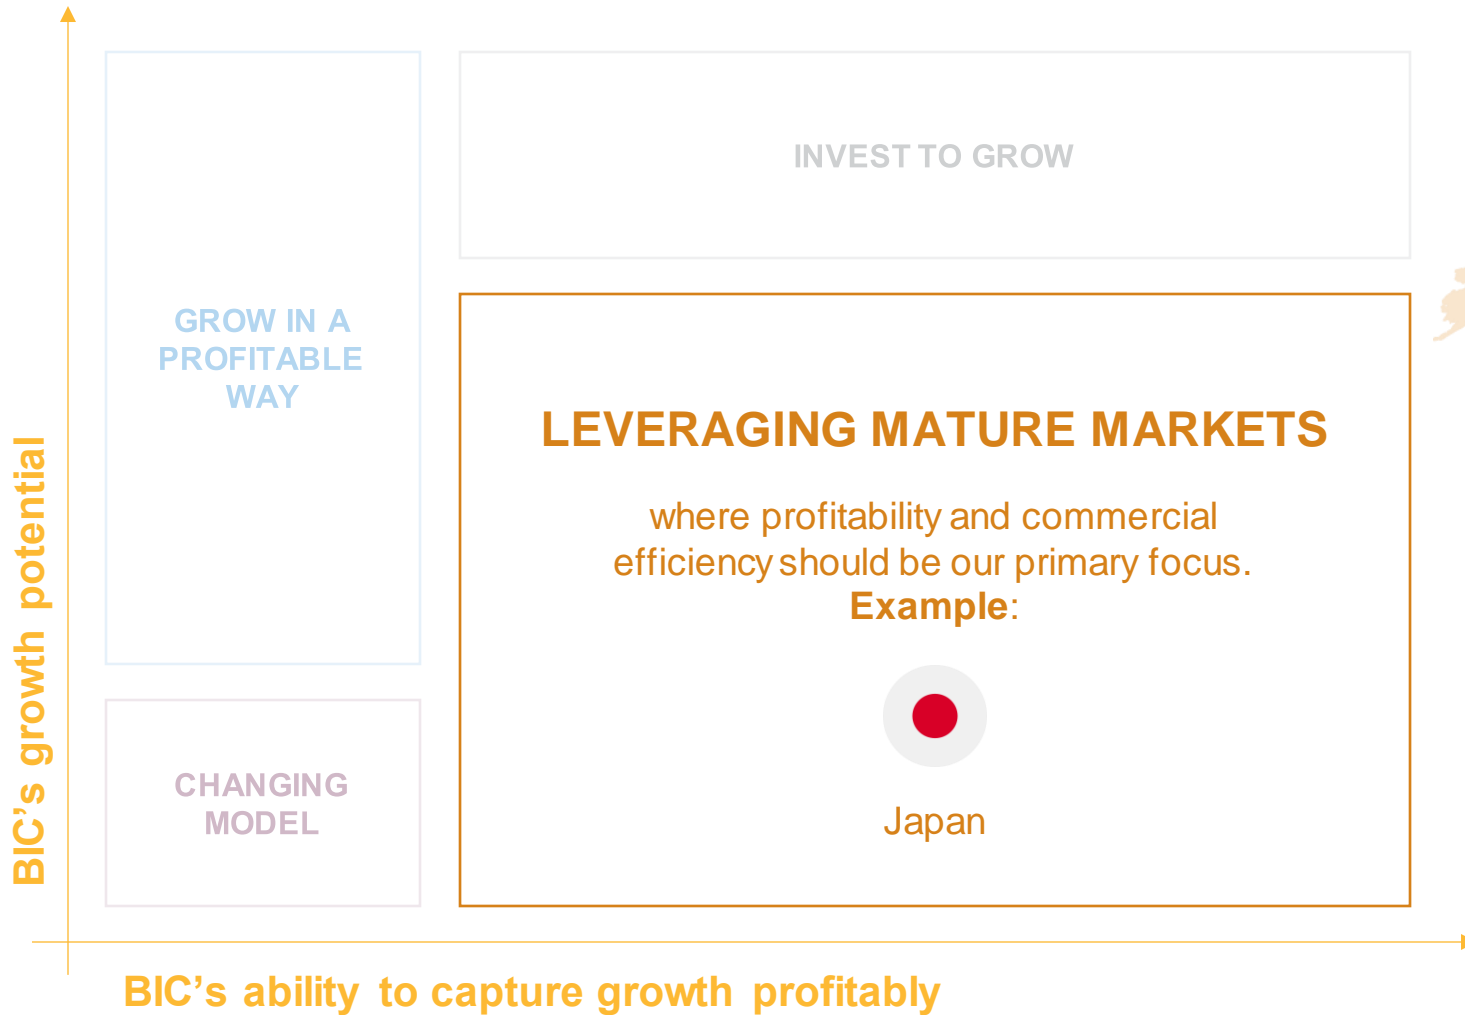 INVEST TO GROW
GROW IN A
PROFITABLE
WAY
LEVERAGING MATURE MARKETS
where profitability and commercial
efficiency should be our primary focus.
Example:
Japan
CHANGING
MODEL
BIC’s growth potential
BIC’s ability to capture growth profitably